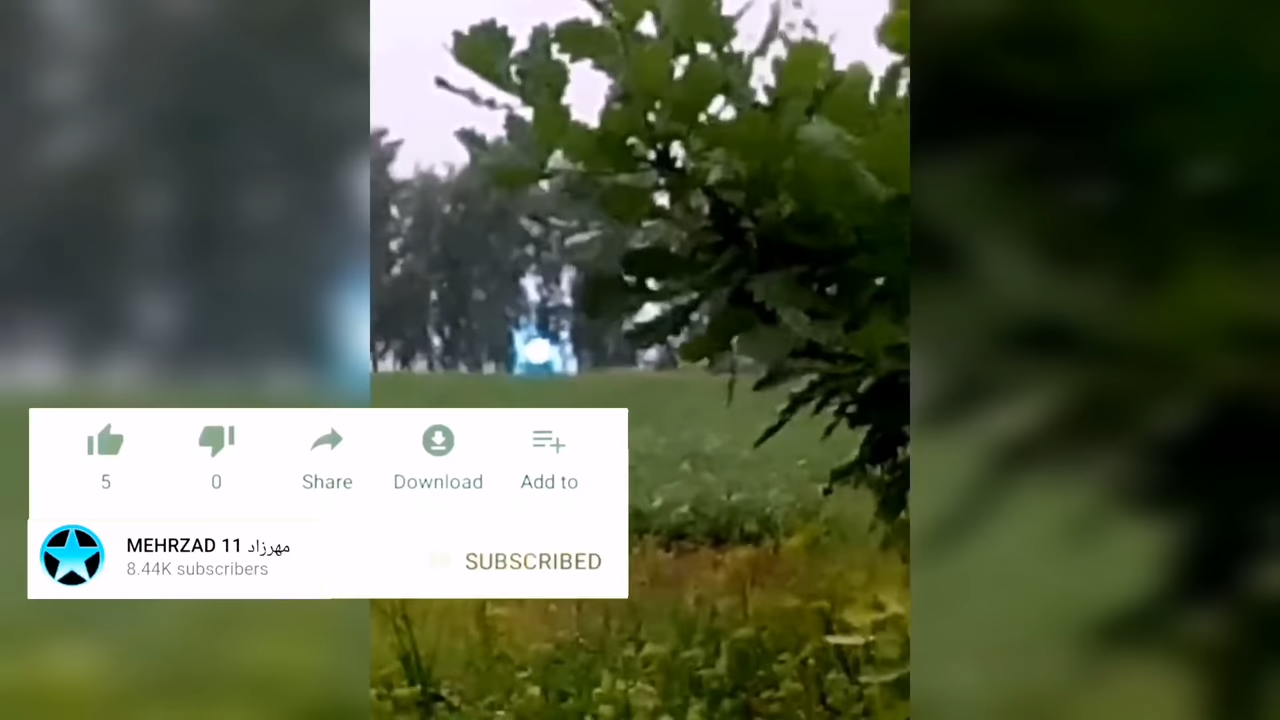 5
0
Share
Download
Add to
MEHRZAD 11 مهرزاد
8.44K subscribers
SUBSCRIBED